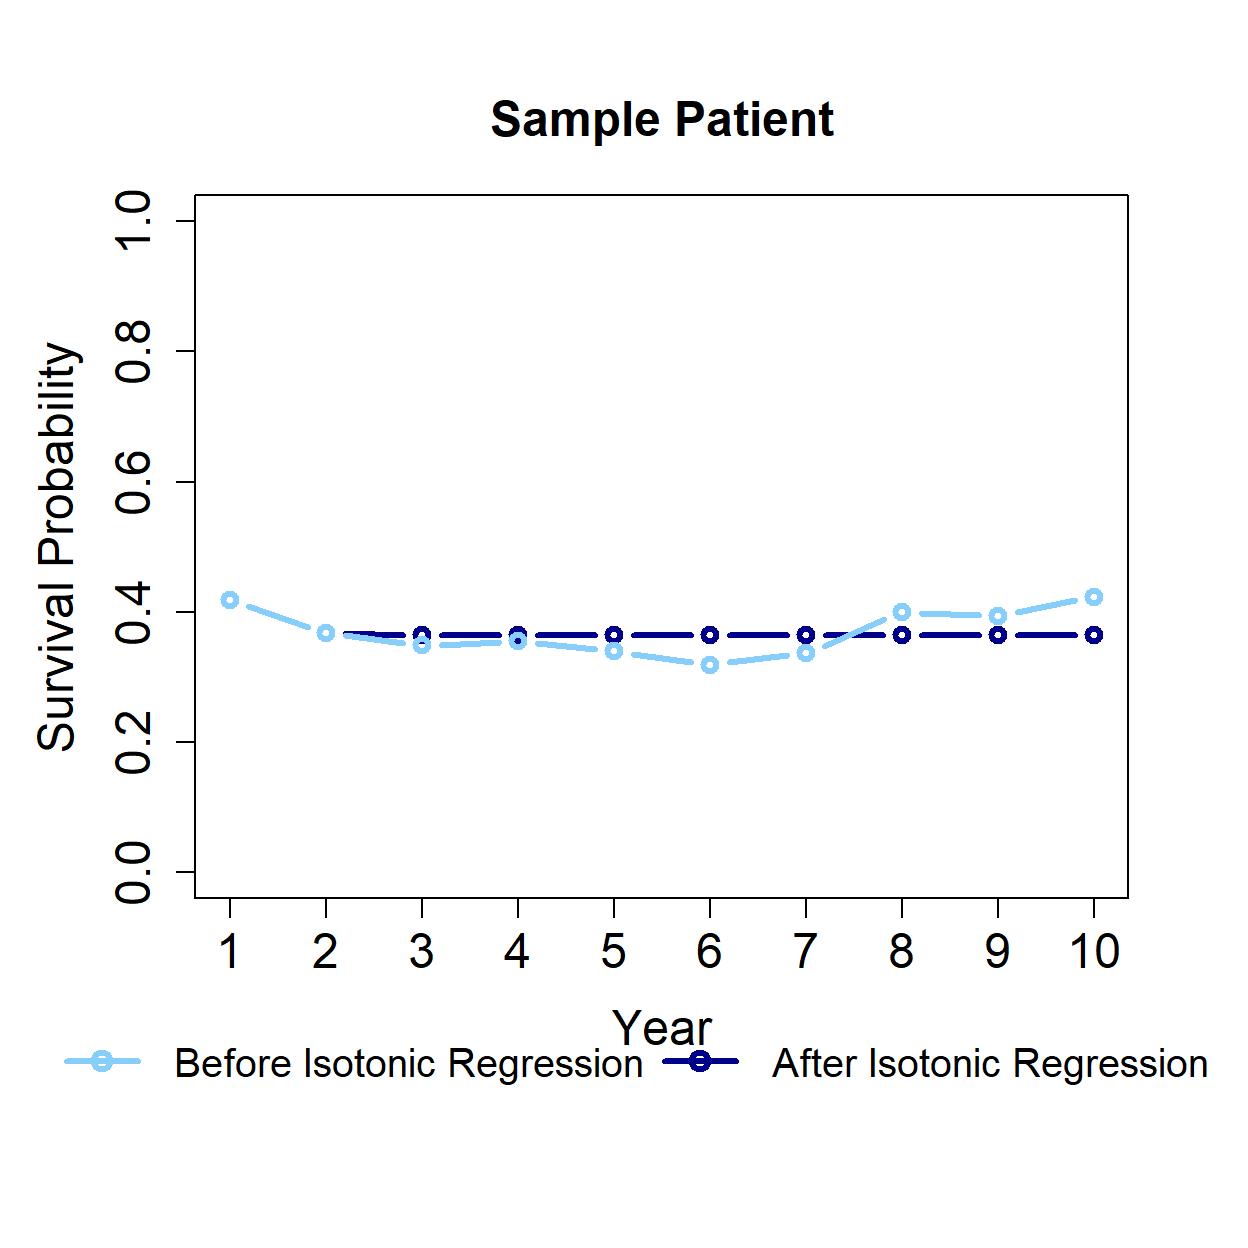 Sample Patient
1.0
0.8
0.6
0.4
0.2
0.0
Survival Probability
1 2 3 4 5 6 7 8 9 10
Year
Before Isotonic Regression After Isotonic Regression